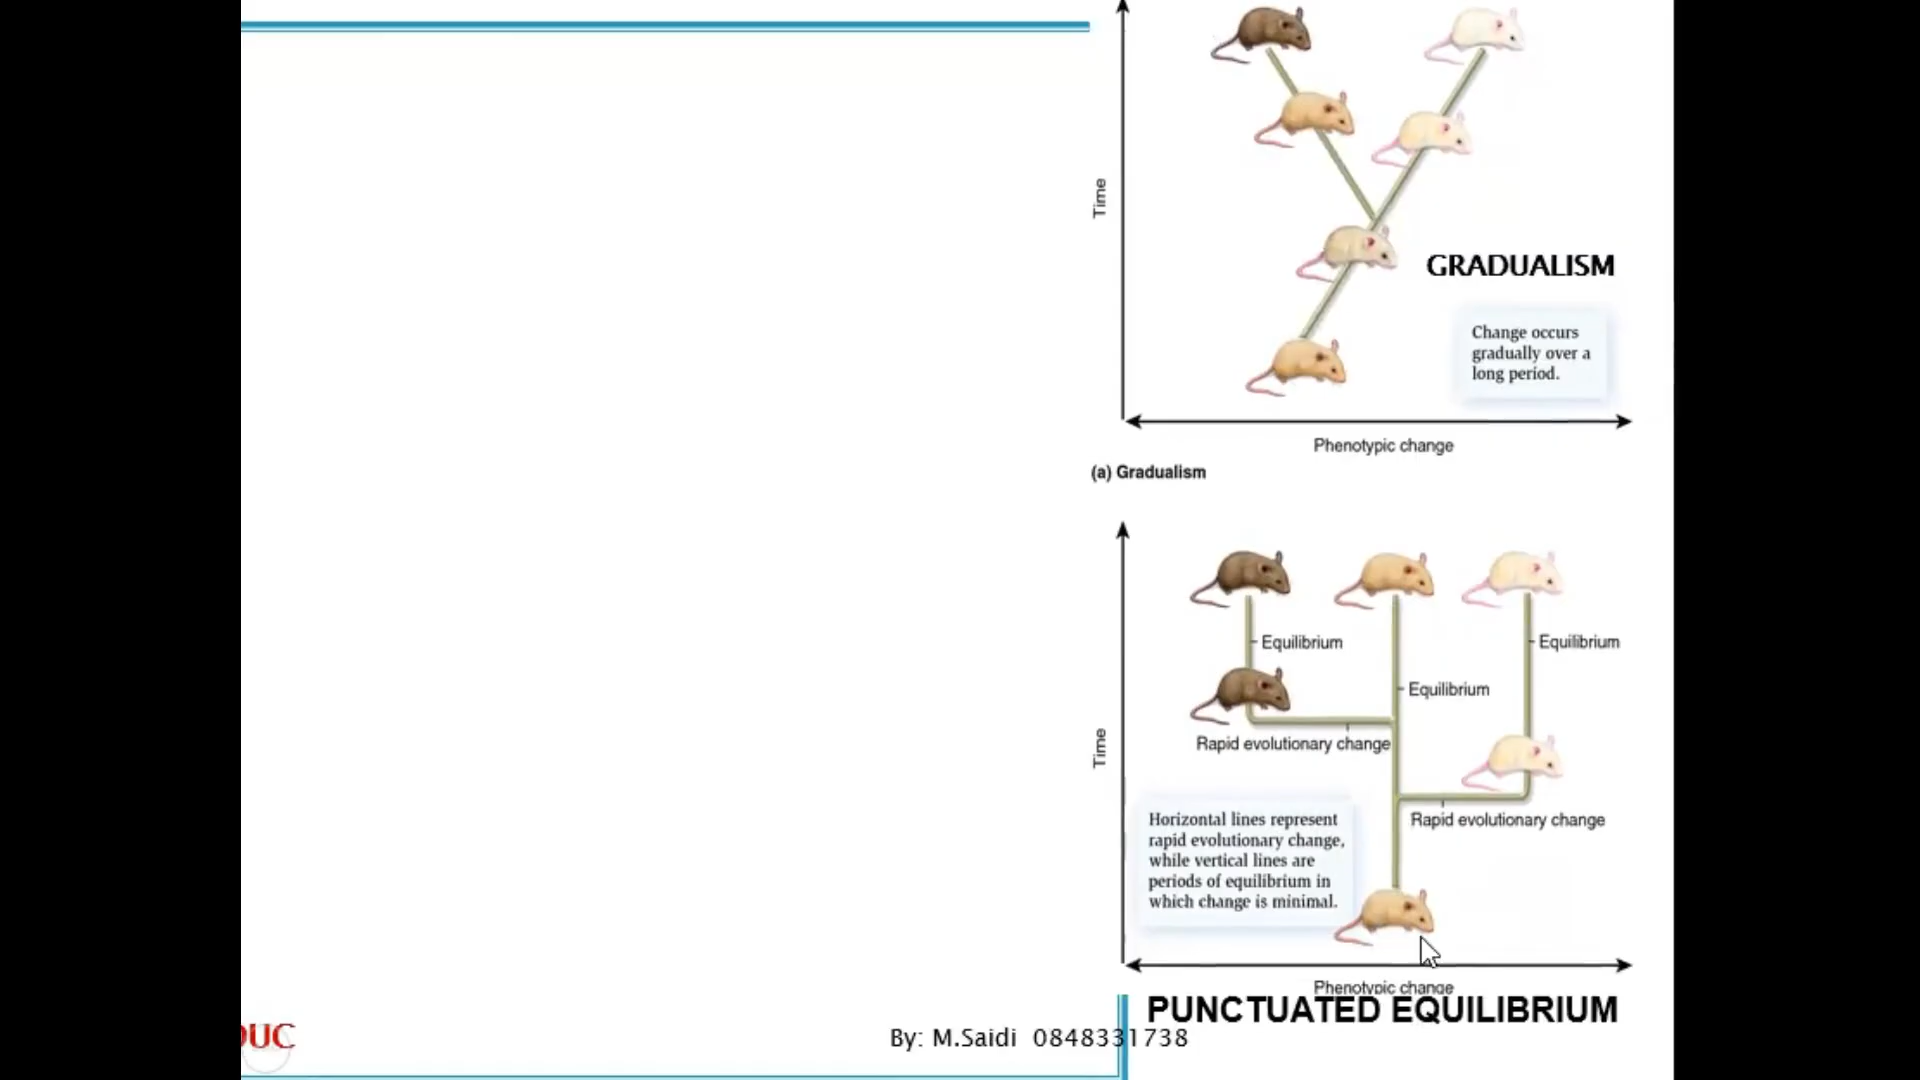 Time
GRADUALISM
Change occurs
gradually over a
long period.
Phenotypic change
(a) Gradualism
Equilibrium
Equilibrium
Equilibrium
Rapid evolutionary change
Time
Horizontal lines represent
rapid evolutionary change,
while vertical lines are
periods of equilibrium in
which change is minimal.
Rapid evolutionary change
Phenotypic change
PUNCTUATED EQUILIBRIUM
By: M.Saidi 0848331738